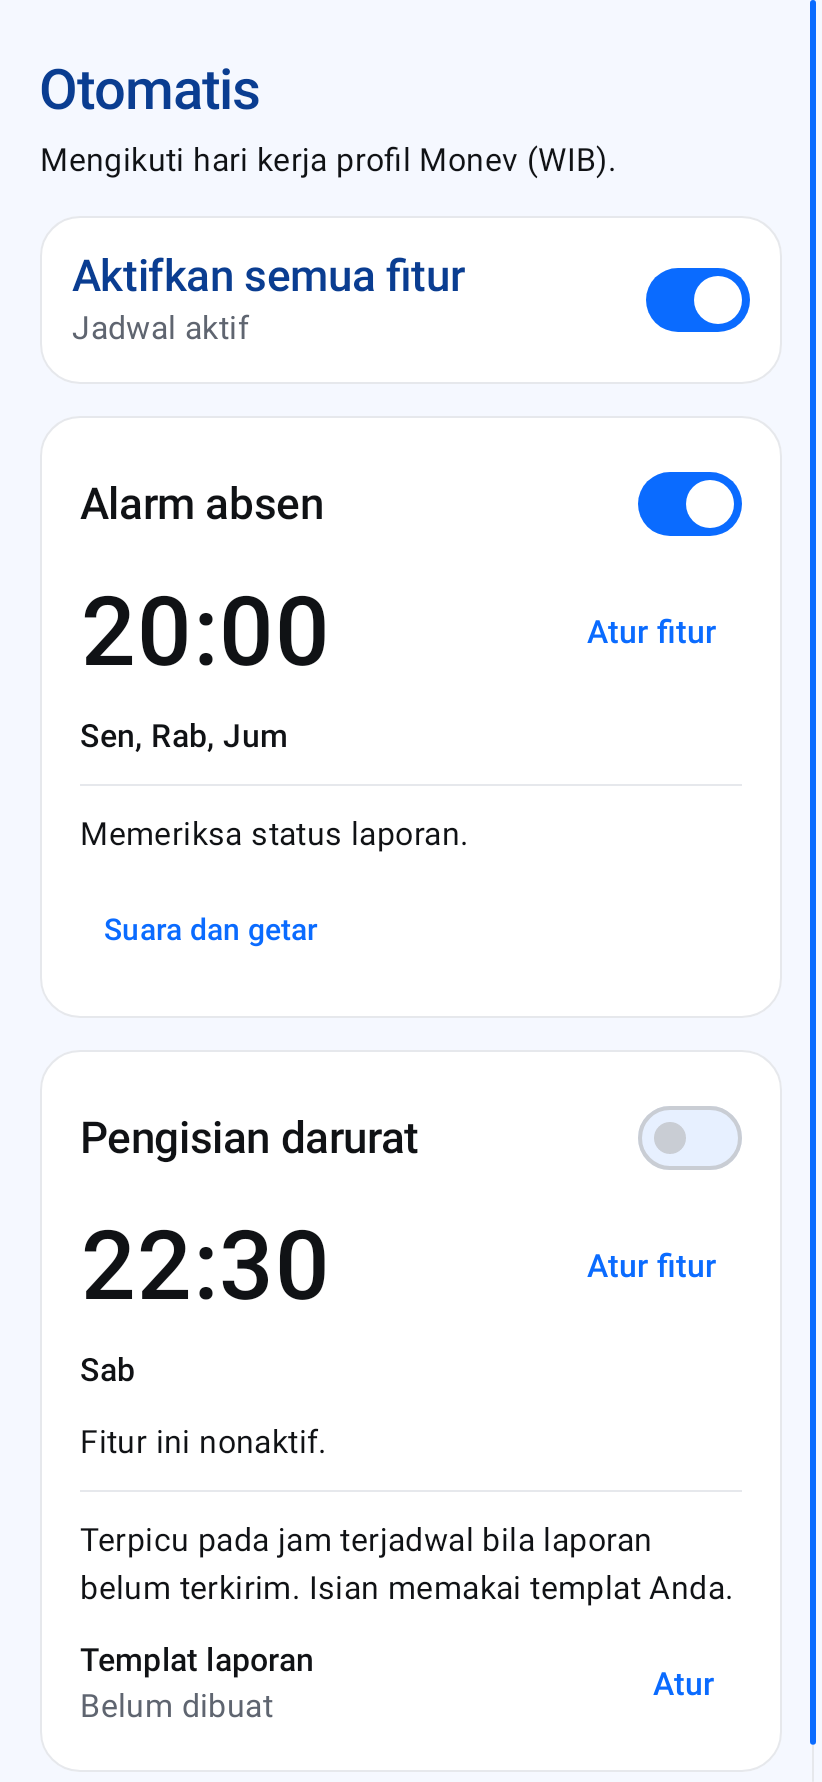 Otomatis
Mengikuti hari kerja profil Monev (WIB).
Aktifkan semua fitur
Jadwal aktif
Alarm absen
20:00
Atur fitur
Sen, Rab, Jum
Memeriksa status laporan.
Suara dan getar
Pengisian darurat
22:30
Atur fitur
Sab
Fitur ini nonaktif.
Terpicu pada jam terjadwal bila laporan
belum terkirim. Isian memakai templat Anda.
Templat laporan
Belum dibuat
Atur